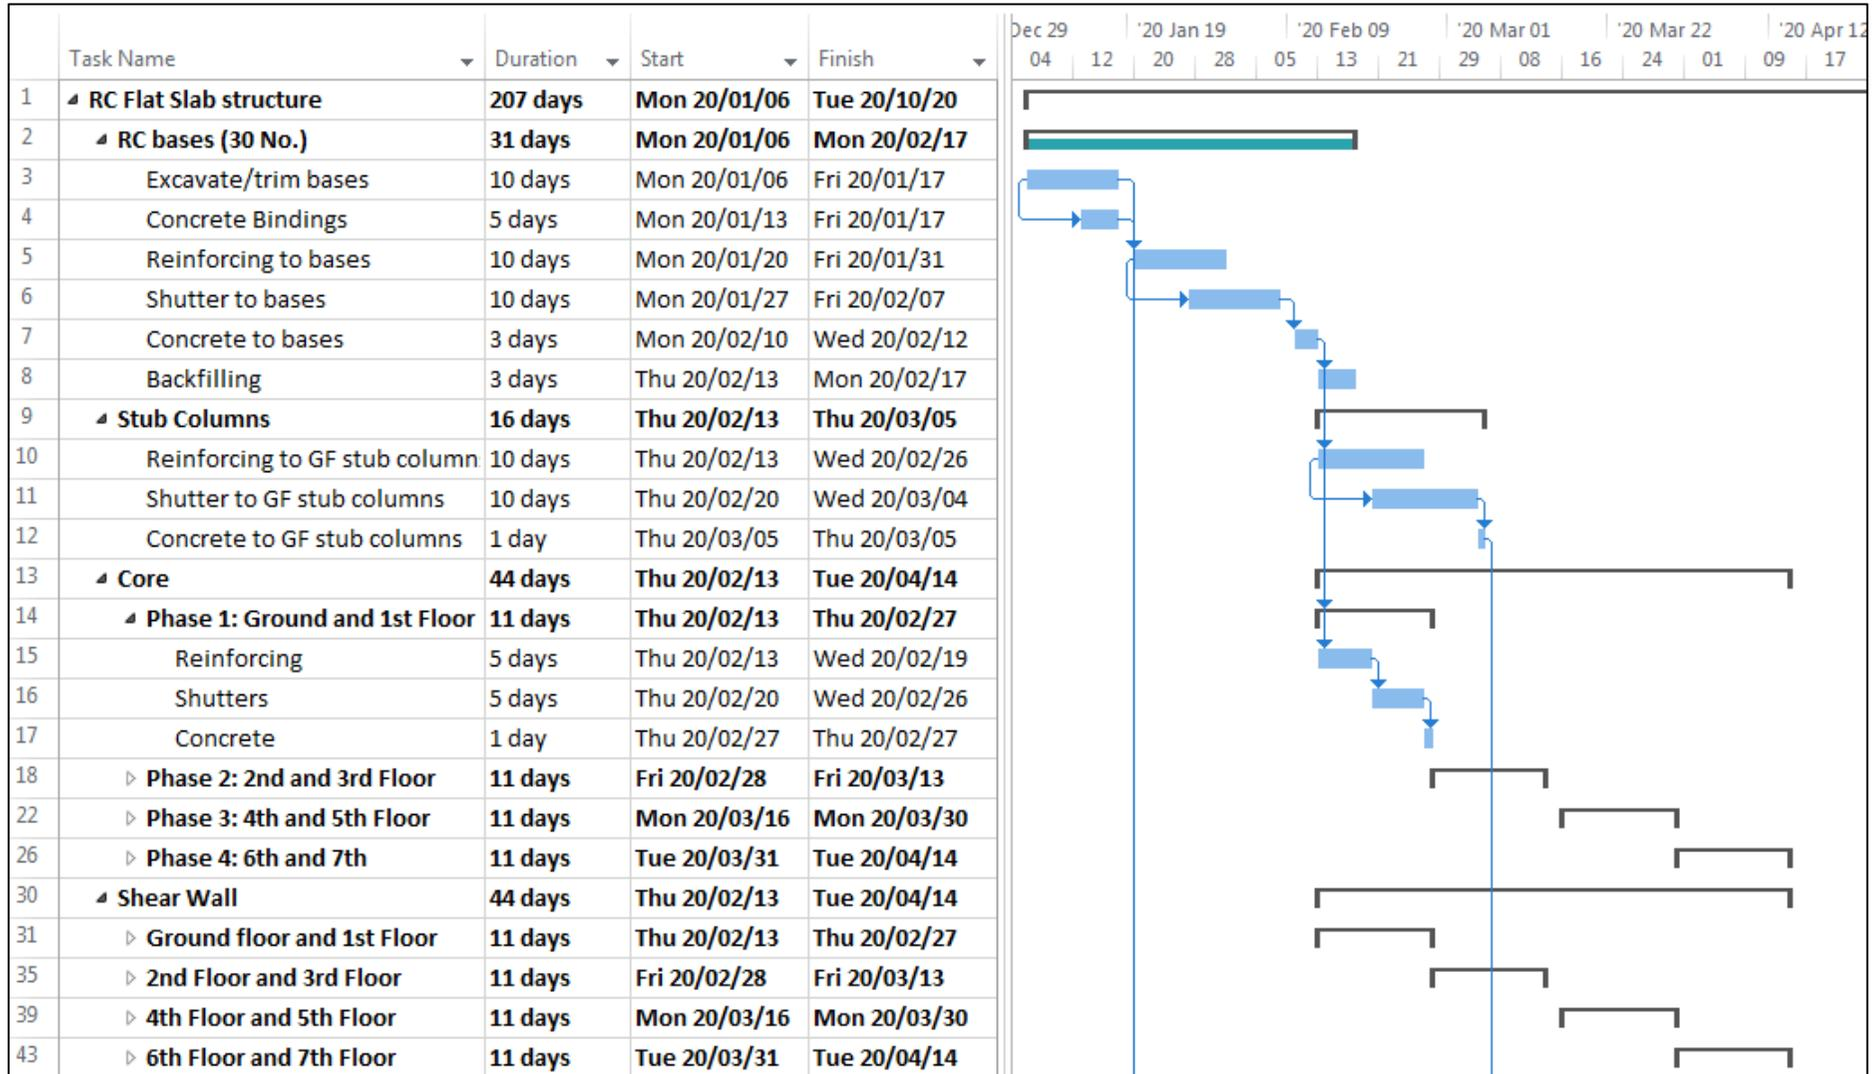 Dec 29 '20 Jan 19 '20 Feb 09 '20 Mar 01 '20 Mar 22 '20 Apr 12
Task Name Duration Start Finish 04 12 20 28 05 13 21 29 08 16 24 01 09 17
1 RC Flat Slab structure 207 days Mon 20/01/06 Tue 20/10/20
2 RC bases (30 No.) 31 days Mon 20/01/06 Mon 20/02/17
3 Excavate/trim bases 10 days Mon 20/01/06 Fri 20/01/17
4 Concrete Bindings 5 days Mon 20/01/13 Fri 20/01/17
5 Reinforcing to bases 10 days Mon 20/01/20 Fri 20/01/31
6 Shutter to bases 10 days Mon 20/01/27 Fri 20/02/07
7 Concrete to bases 3 days Mon 20/02/10 Wed 20/02/12
8 Backfilling 3 days Thu 20/02/13 Mon 20/02/17
9 Stub Columns 16 days Thu 20/02/13 Thu 20/03/05
10 Reinforcing to GF stub column 10 days Thu 20/02/13 Wed 20/02/26
11 Shutter to GF stub columns 10 days Thu 20/02/20 Wed 20/03/04
12 Concrete to GF stub columns 1 day Thu 20/03/05 Thu 20/03/05
13 Core 44 days Thu 20/02/13 Tue 20/04/14
14 Phase 1: Ground and 1st Floor 11 days Thu 20/02/13 Thu 20/02/27
15 Reinforcing 5 days Thu 20/02/13 Wed 20/02/19
16 Shutters 5 days Thu 20/02/20 Wed 20/02/26
17 Concrete 1 day Thu 20/02/27 Thu 20/02/27
18 Phase 2: 2nd and 3rd Floor 11 days Fri 20/02/28 Fri 20/03/13
22 Phase 3: 4th and 5th Floor 11 days Mon 20/03/16 Mon 20/03/30
26 Phase 4: 6th and 7th 11 days Tue 20/03/31 Tue 20/04/14
30 Shear Wall 44 days Thu 20/02/13 Tue 20/04/14
31 Ground floor and 1st Floor 11 days Thu 20/02/13 Thu 20/02/27
35 2nd Floor and 3rd Floor 11 days Fri 20/02/28 Fri 20/03/13
39 4th Floor and 5th Floor 11 days Mon 20/03/16 Mon 20/03/30
43 6th Floor and 7th Floor 11 days Tue 20/03/31 Tue 20/04/14